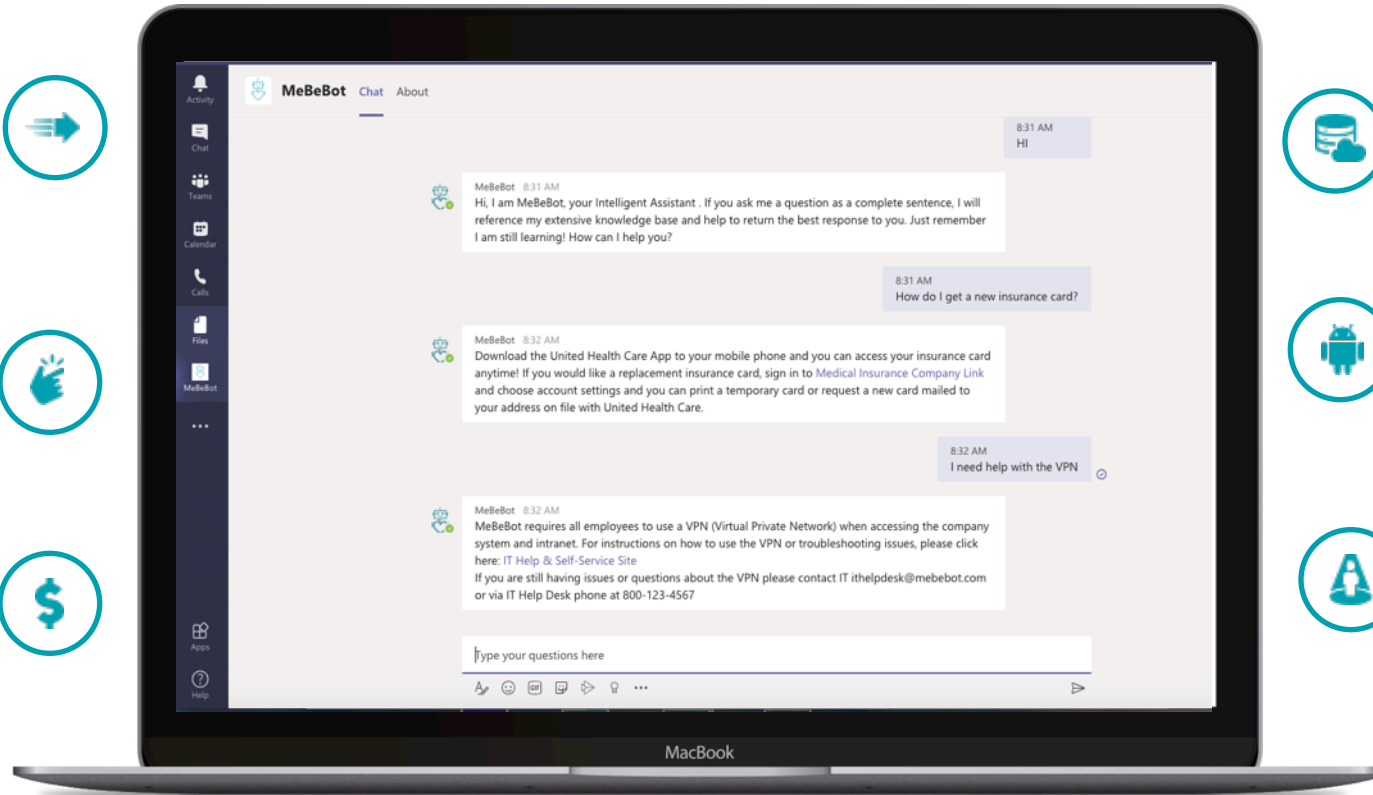 Activity
Chat
Teams
Calendar
Calls
Files
MeBeBot
Apps
Help
MeBeBot Chat About
8:31 AM
HI
MeBeBot 8:31 AM
Hi, I am MeBeBot, your Intelligent Assistant . If you ask me a question as a complete sentence, I will
reference my extensive knowledge base and help to return the best response to you. Just remember
I am still learning! How can I help you?
8:31 AM
How do I get a new insurance card?
MeBeBot 8:32 AM
Download the United Health Care App to your mobile phone and you can access your insurance card
anytime! If you would like a replacement insurance card, sign in to Medical Insurance Company Link
and choose account settings and you can print a temporary card or request a new card mailed to
your address on file with United Health Care.
8:32 AM
I need help with the VPN
MeBeBot 8:32 AM
MeBeBot requires all employees to use a VPN (Virtual Private Network) when accessing the company
system and intranet. For instructions on how to use the VPN or troubleshooting issues, please click
here: IT Help & Self-Service Site
If you are still having issues or questions about the VPN please contact IT ithelpdesk@mebebot.com
or via IT Help Desk phone at 800-123-4567
Type your questions here
GIF
MacBook
$